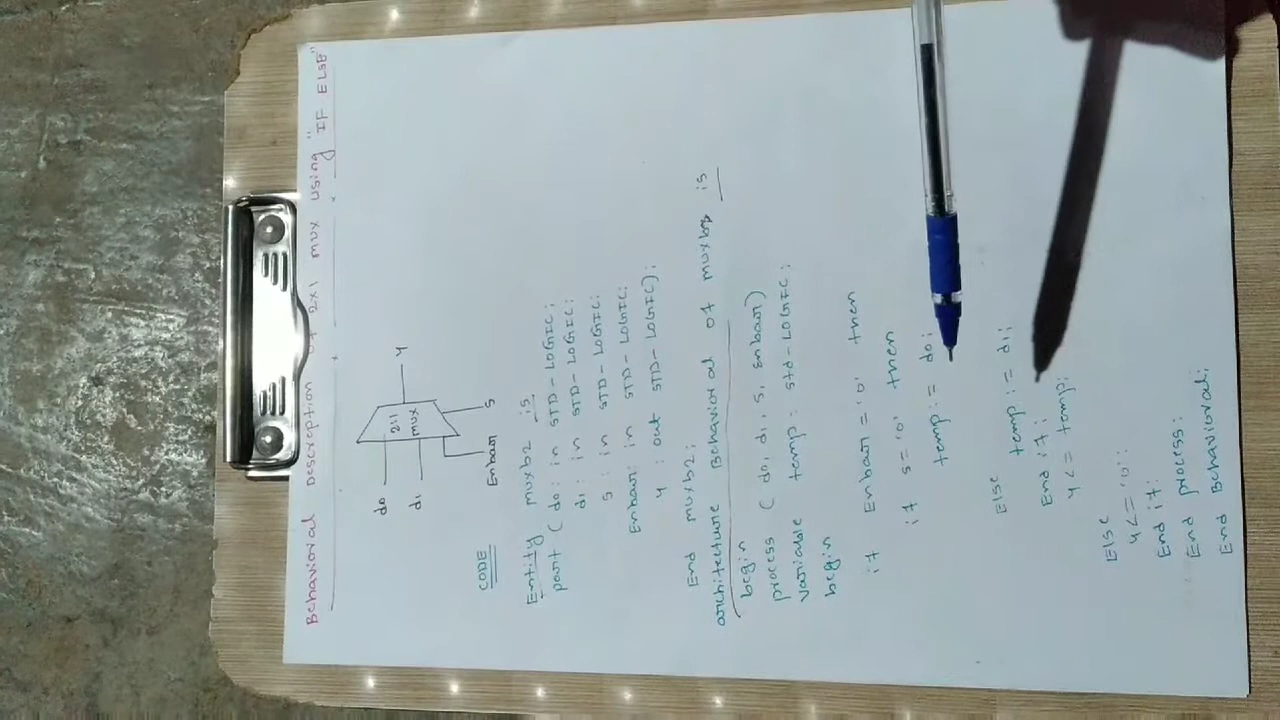 Behavioral Description of 2x1 MUX using "IF ELSE"
d0
d1
2:1
MUX
Y
Enbar
S
CODE
Entity muxb2 is
port ( d0: in STD-LOGIC;
d1: in STD-LOGIC;
S: in STD-LOGIC;
Enbar: in STD-LOGIC;
Y: out STD-LOGIC);
End muxb2;
architecture Behavioral of muxb2 is
begin
process ( d0, d1, S, Enbar)
Variable temp: std-LOGIC;
begin
if Enbar = '0' then
if S = '0' then
temp := d0;
Else
temp := d1;
End if;
Y <= temp;
Else
Y <= '0';
End if;
End process;
End Behavioral;